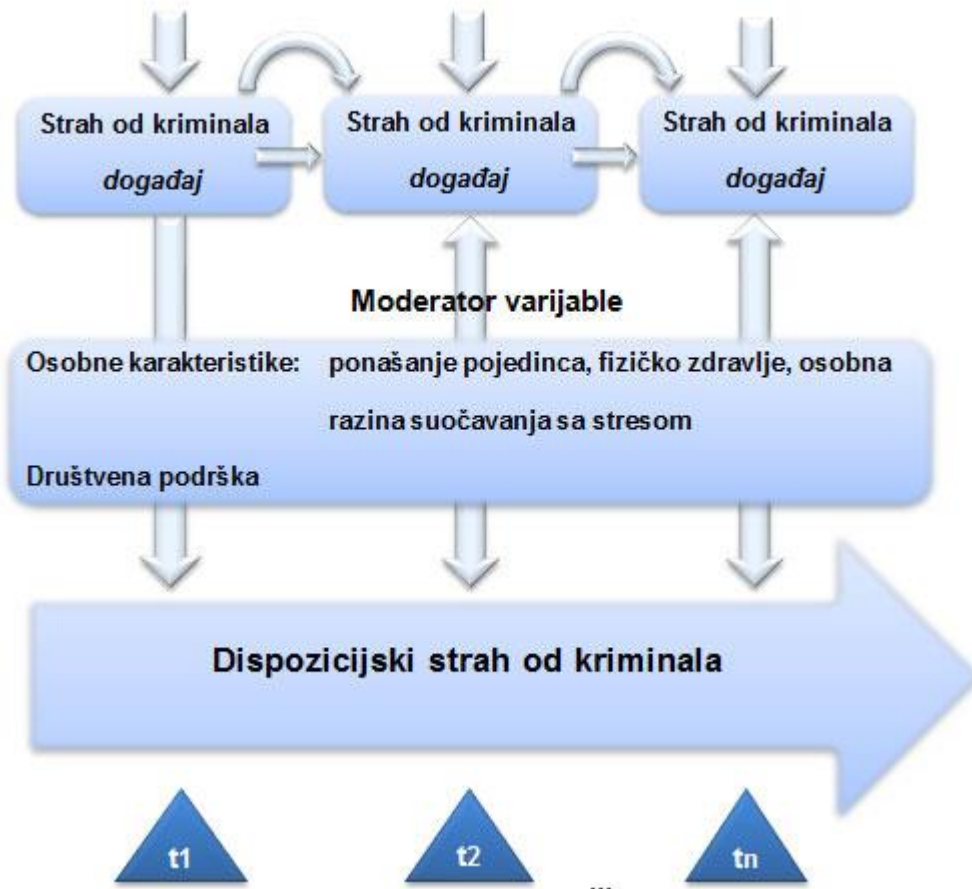 Strah od kriminala
događaj
Strah od kriminala
događaj
Strah od kriminala
događaj
Moderator varijable
Osobne karakteristike: ponašanje pojedinca, fizičko zdravlje, osobna
razina suočavanja sa stresom
Društvena podrška
Dispozicijski strah od kriminala
t1
t2
tn
...